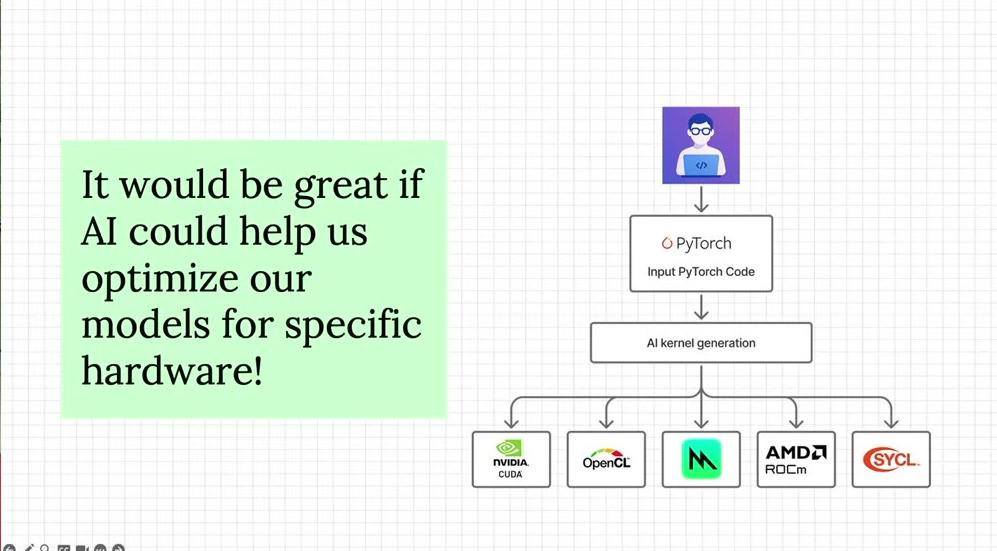 It would be great if
AI could help us
optimize our
models for specific
hardware!
</>
PyTorch
Input PyTorch Code
AI kernel generation
NVIDIA
CUDA
OpenCL
AMD
ROCm
SYCL